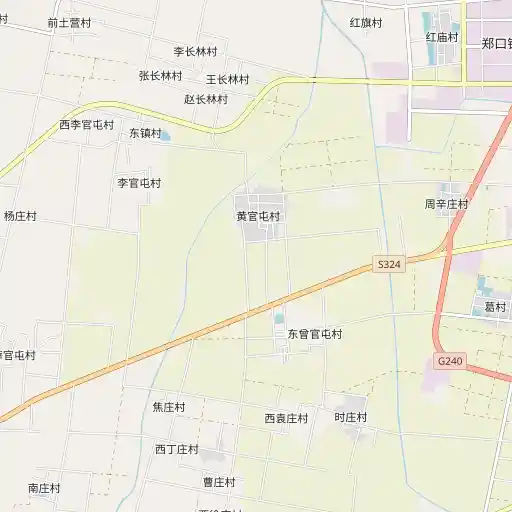 村
前土营村
红旗村
红庙村
郑口镇
李长林村
张长林村
王长林村
赵长林村
西李官屯村
东镇村
李官屯村
杨庄村
黄官屯村
周辛庄村
S324
葛村
东曾官屯村
官屯村
G240
焦庄村
西袁庄村
时庄村
西丁庄村
曹庄村
南庄村